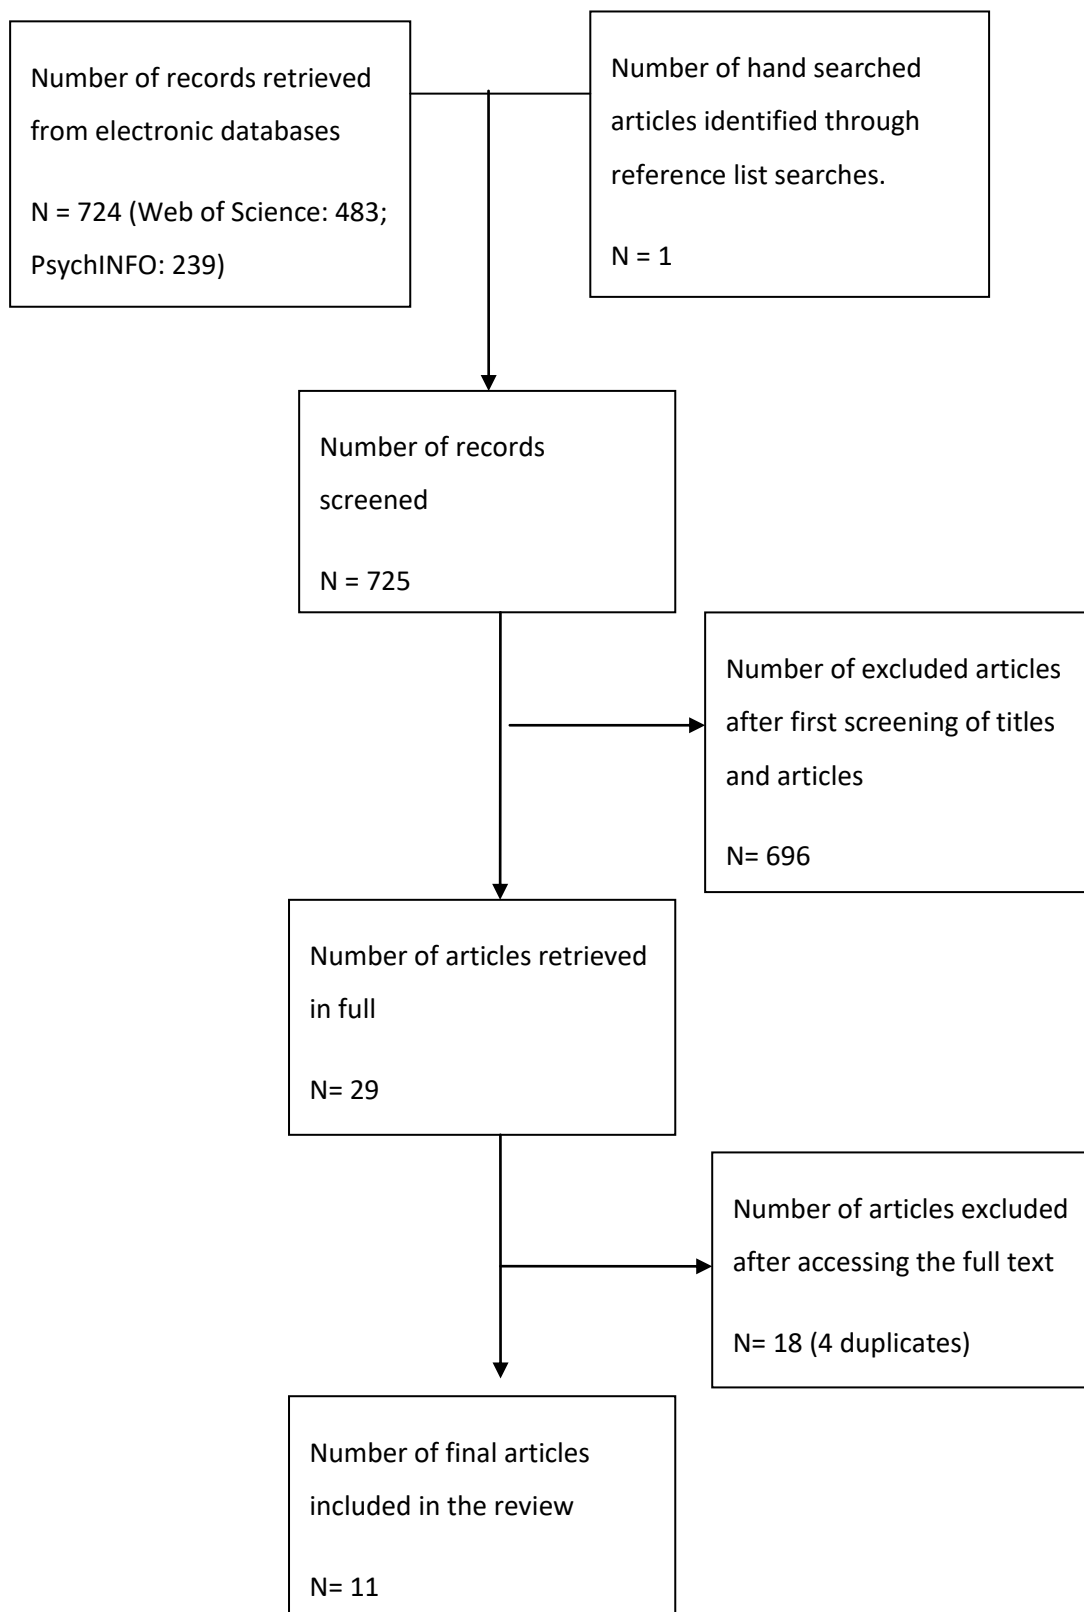 Number of records retrieved
from electronic databases
N = 724 (Web of Science: 483;
PsychINFO: 239)
Number of hand searched
articles identified through
reference list searches.
N = 1
Number of records
screened
N = 725
Number of excluded articles
after first screening of titles
and articles
N= 696
Number of articles retrieved
in full
N= 29
Number of articles excluded
after accessing the full text
N= 18 (4 duplicates)
Number of final articles
included in the review
N= 11